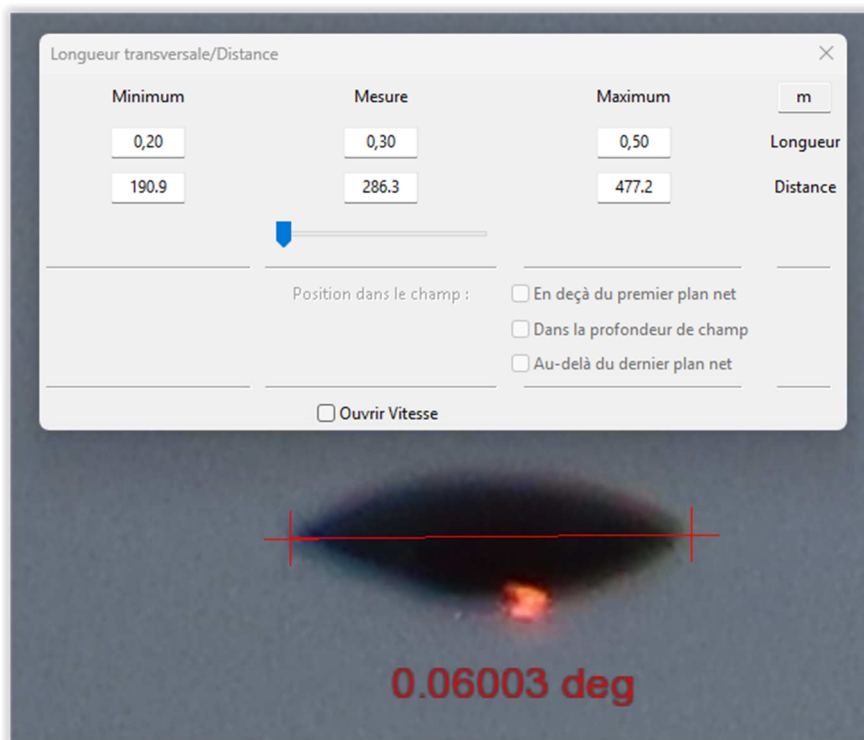 Longueur transversale/Distance
Minimum Mesure Maximum m
0,20 0,30 0,50 Longueur
190.9 286.3 477.2 Distance
Position dans le champ : En deçà du premier plan net
Dans la profondeur de champ
Au-delà du dernier plan net
Ouvrir Vitesse
0.06003 deg